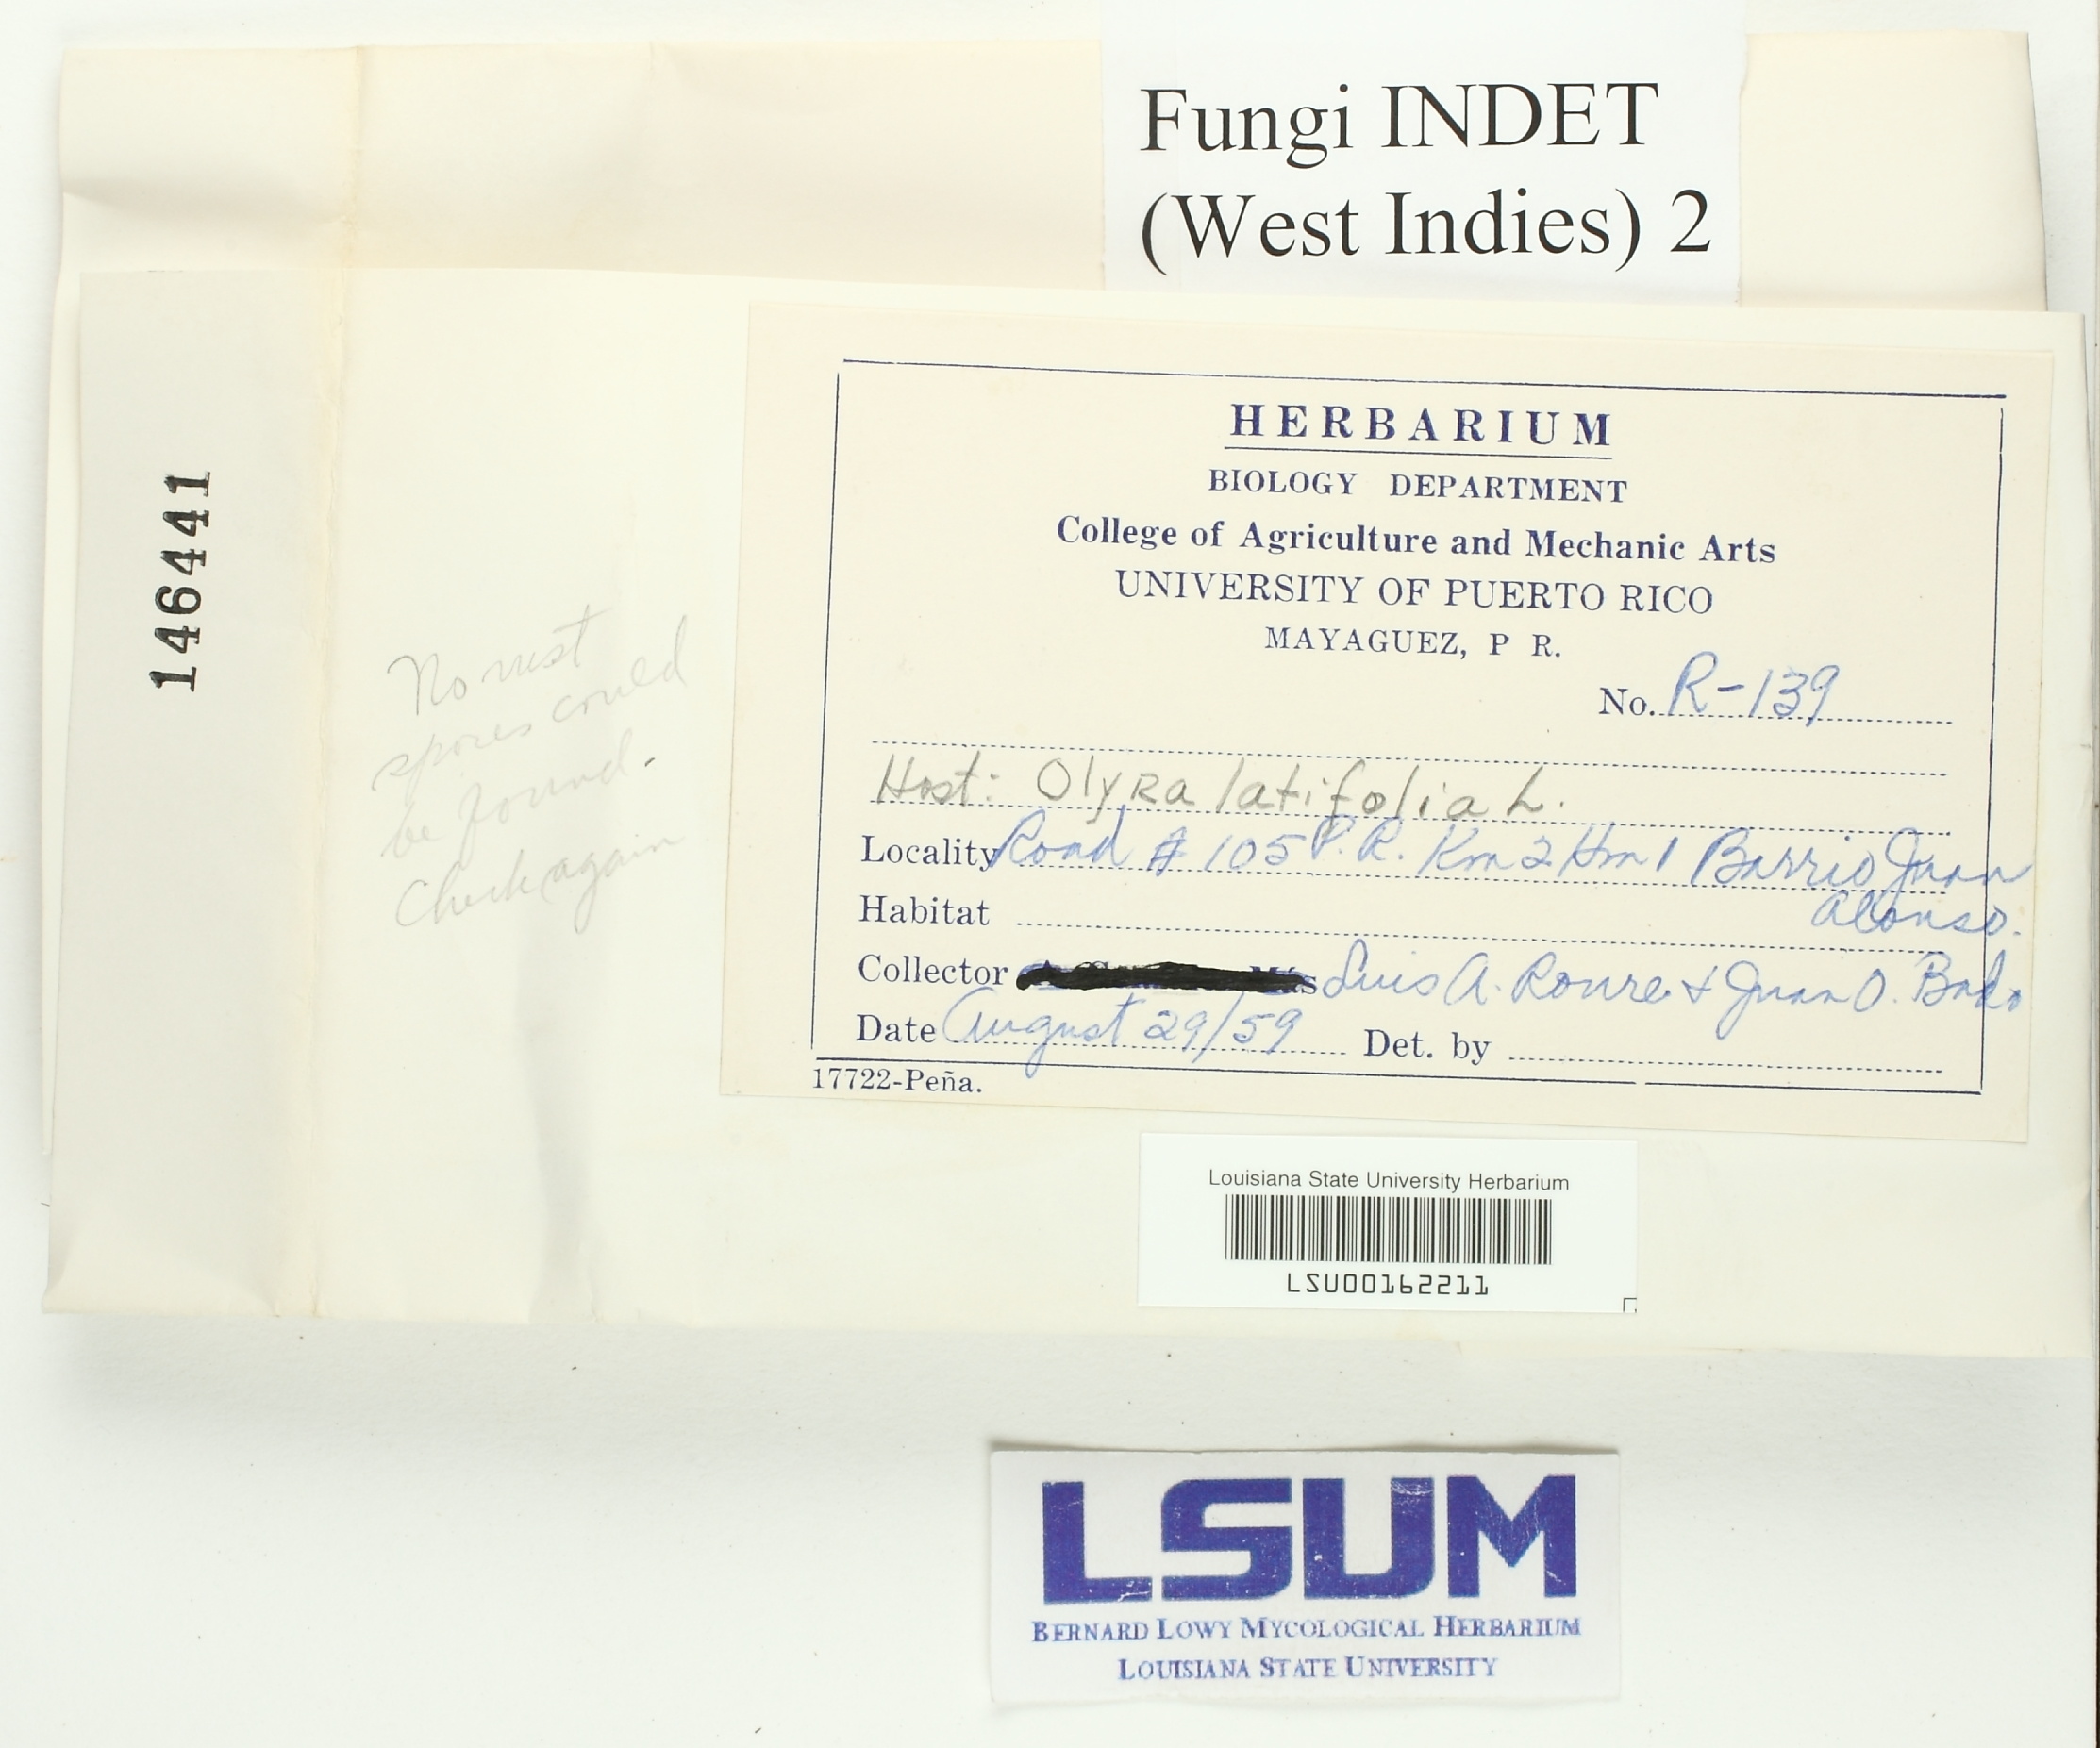 Fungi INDET
(West Indies) 2
146441
No rust
spores could
be found.
Check again
HERBARIUM
BIOLOGY DEPARTMENT
College of Agriculture and Mechanic Arts
UNIVERSITY OF PUERTO RICO
MAYAGUEZ, P R.
No. R-139
Host: Olyra latifolia L.
Locality Road # 105 P.R. Km 2 Hm 1 Barrio Juan
Alonso.
Habitat
Collector Luis A. Roure & Juan O.
Date August 29/59 Det. by
17722-Peña.
Louisiana State University Herbarium
LSU00162211
LSUM
BERNARD LOWY MYCOLOGICAL HERBARIUM
LOUISIANA STATE UNIVERSITY